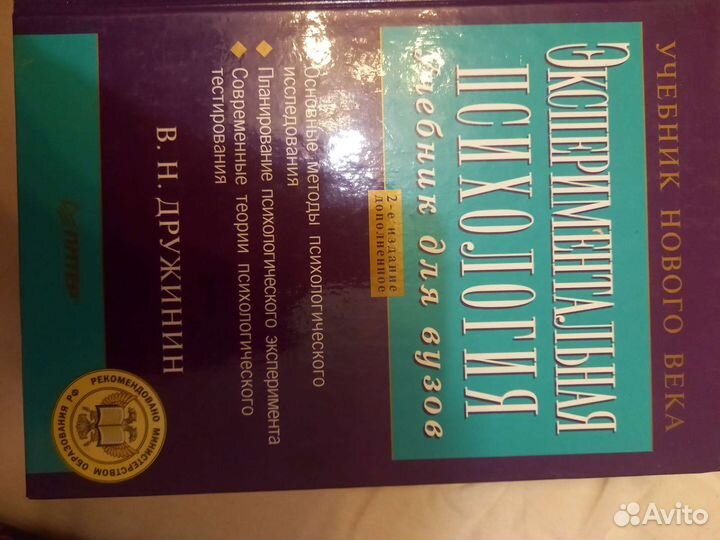 УЧЕБНИК НОВОГО ВЕКА
ЭКСПЕРИМЕНТАЛЬНАЯ
ПСИХОЛОГИЯ
Учебник для вузов
2-е издание
дополненное
Основные методы психологического
исследования
Планирование психологического эксперимента
Современные теории психологического
тестирования
В. Н. ДРУЖИНИН
ПИТЕР
РЕКОМЕНДОВАНО МИНИСТЕРСТВОМ ОБРАЗОВАНИЯ РФ
Avito